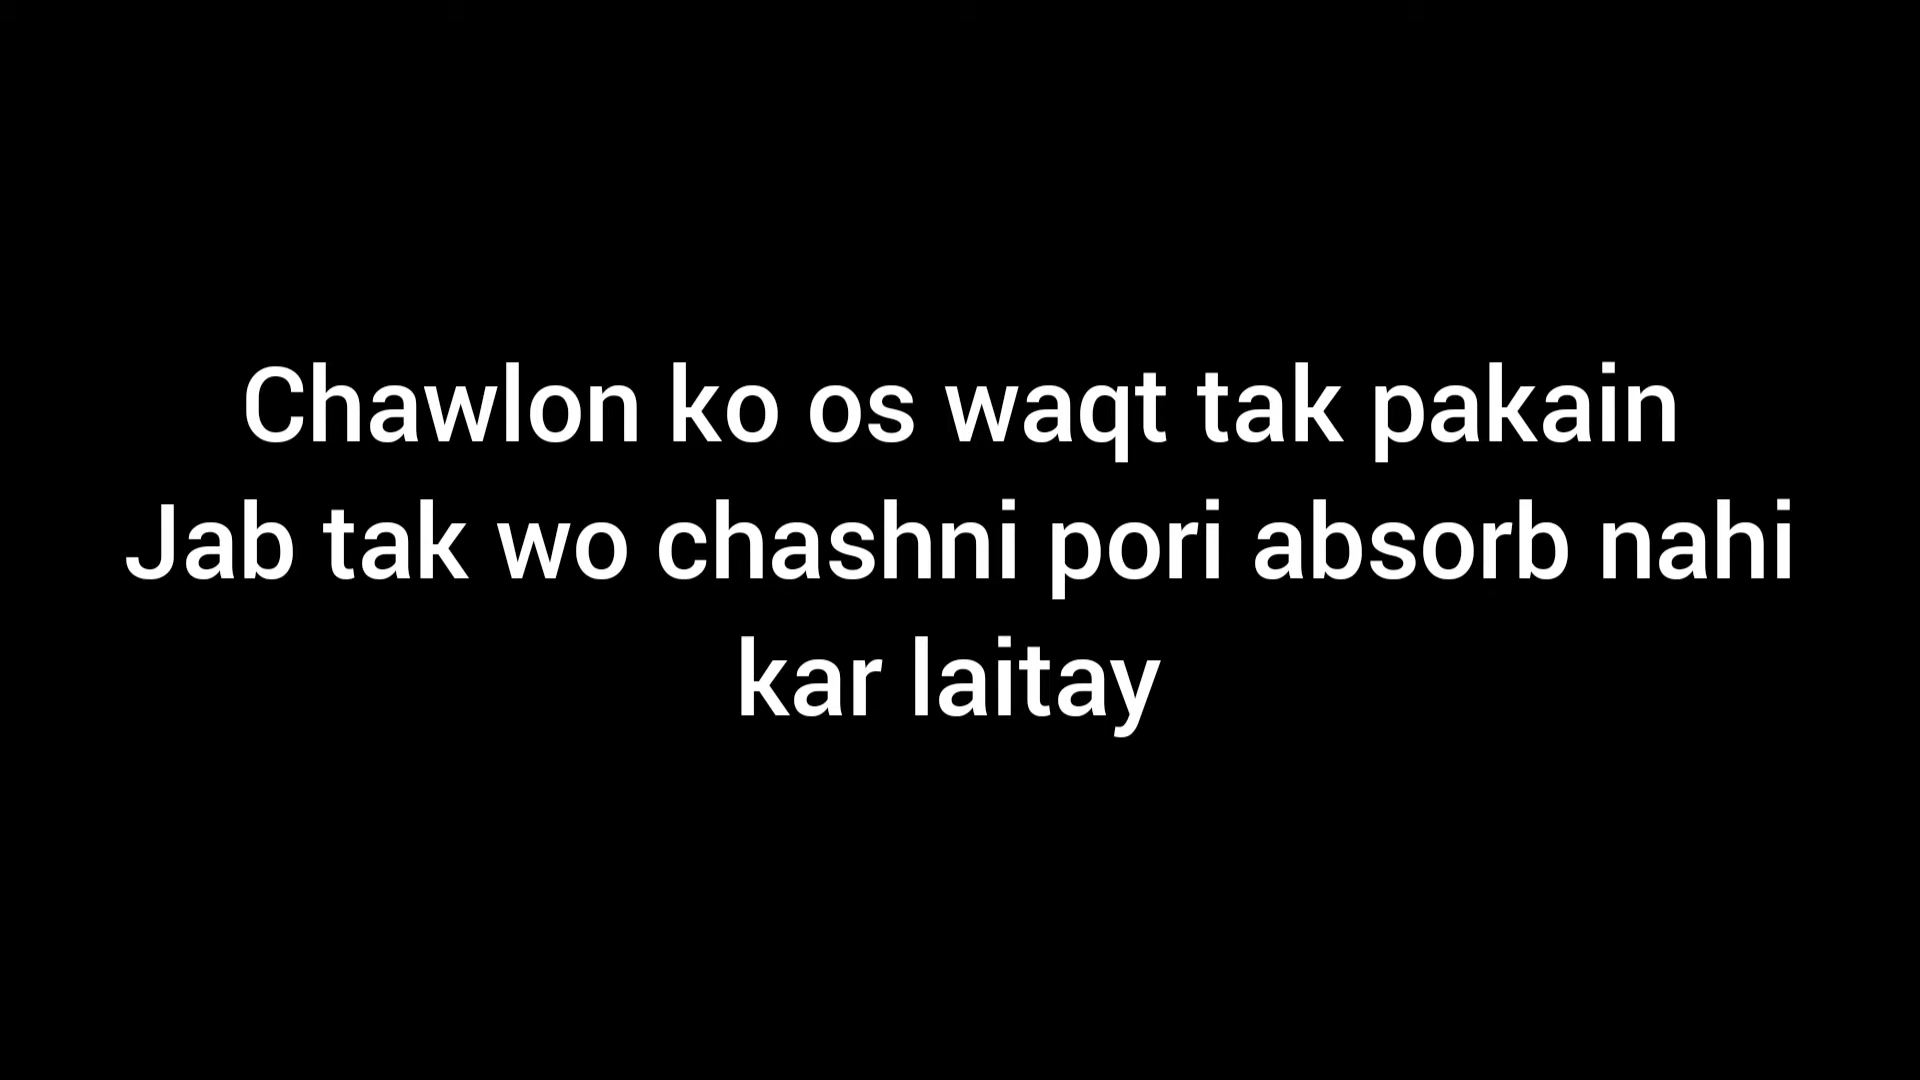 Chawlon ko os waqt tak pakain
Jab tak wo chashni pori absorb nahi
kar laitay